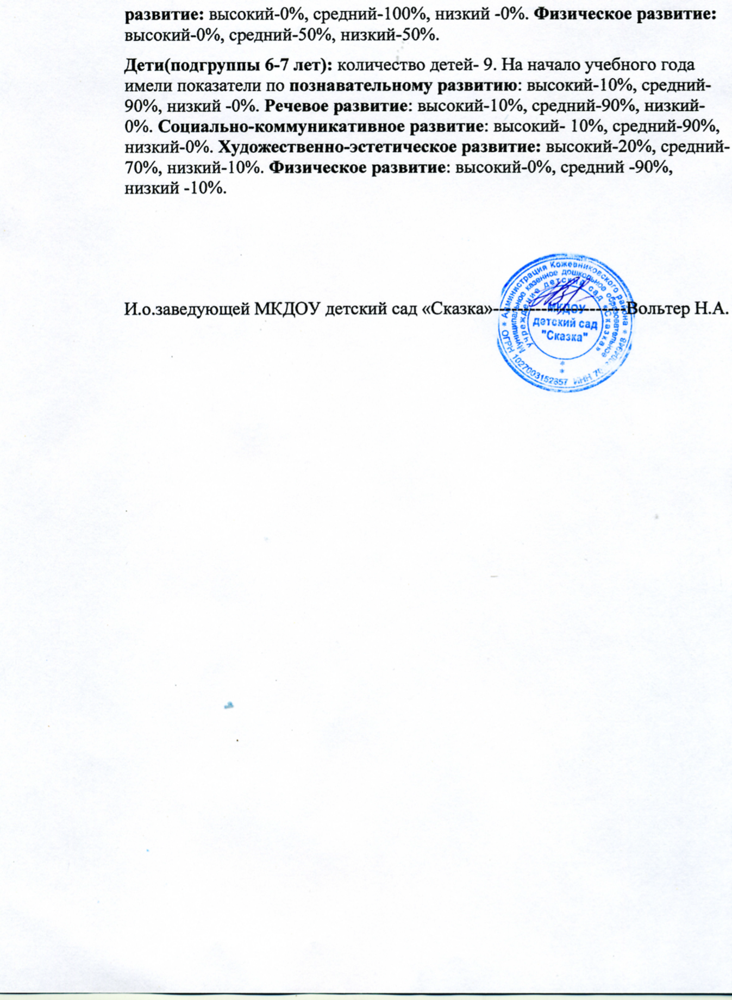 развитие: высокий-0%, средний-100%, низкий -0%. Физическое развитие:
высокий-0%, средний-50%, низкий-50%.
Дети(подгруппы 6-7 лет): количество детей- 9. На начало учебного года
имели показатели по познавательному развитию: высокий-10%, средний-
90%, низкий -0%. Речевое развитие: высокий-10%, средний-90%, низкий-
0%. Социально-коммуникативное развитие: высокий- 10%, средний-90%,
низкий-0%. Художественно-эстетическое развитие: высокий-20%, средний-
70%, низкий-10%. Физическое развитие: высокий-0%, средний -90%,
низкий -10%.
И.о.заведующей МКДОУ детский сад «Сказка»----------------------Вольтер Н.А.
* Администрация Кожевниковского района *
ОГРН 1027003152657 ИНН
Муниципальное казенное дошкольное образовательное
учреждение детский сад «Сказка»
МКДОУ
детский сад
"Сказка"